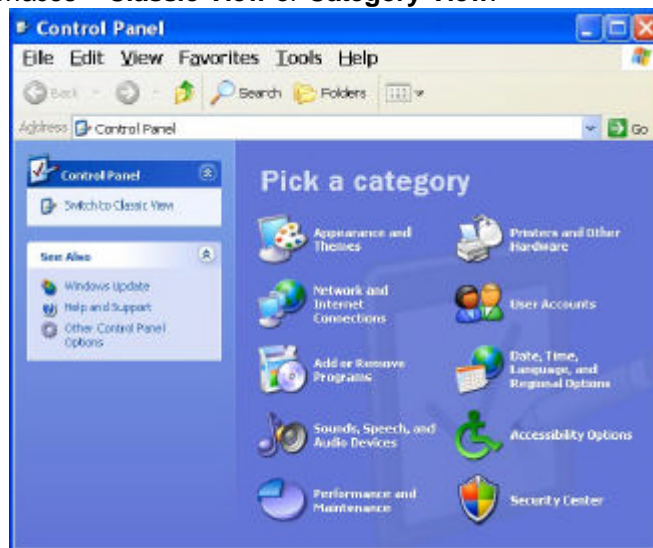 Classic View or Category View.
Control Panel
File Edit View Favorites Tools Help
Back Search Folders
Address Control Panel Go
Control Panel
Switch to Classic View
See Also
Windows Update
Help and Support
Other Control Panel
Options
Pick a category
Appearance and
Themes
Printers and Other
Hardware
Network and
Internet
Connections
User Accounts
Add or Remove
Programs
Date, Time,
Language, and
Regional Options
Sounds, Speech, and
Audio Devices
Accessibility Options
Performance and
Maintenance
Security Center